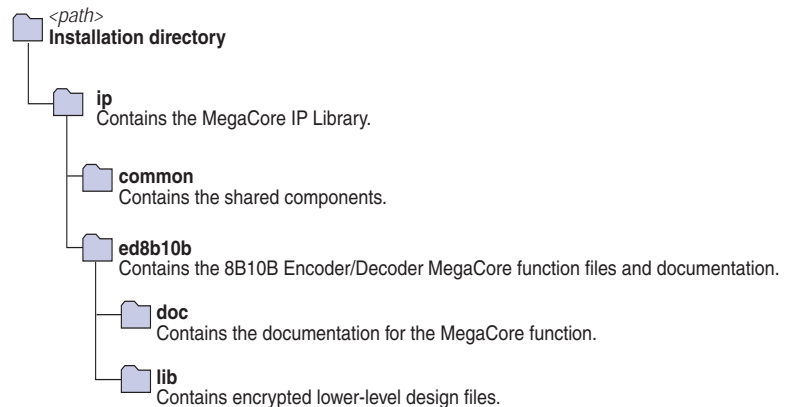 <path>
Installation directory
ip
Contains the MegaCore IP Library.
common
Contains the shared components.
ed8b10b
Contains the 8B10B Encoder/Decoder MegaCore function files and documentation.
doc
Contains the documentation for the MegaCore function.
lib
Contains encrypted lower-level design files.